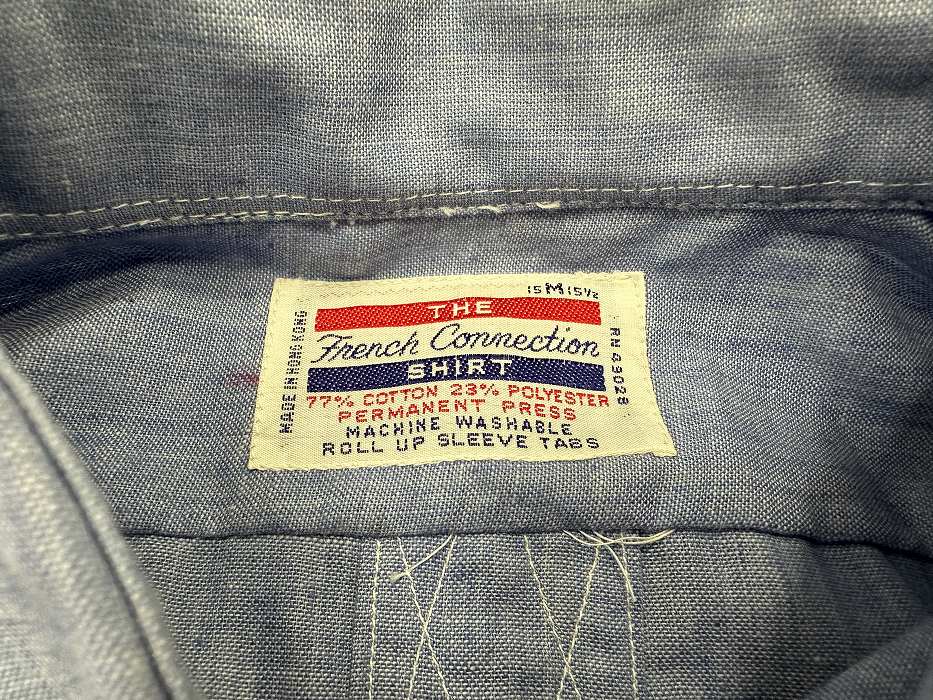 15 M 15½
THE
French Connection
SHIRT
77% COTTON 23% POLYESTER
PERMANENT PRESS
MACHINE WASHABLE
ROLL UP SLEEVE TABS
MADE IN HONG KONG
RN 49028